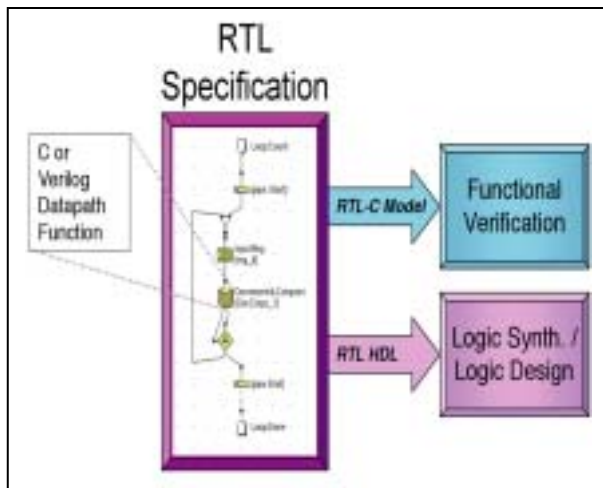 RTL
Specification
C or
Verilog
Datapath
Function
RTL-C Model
Functional
Verification
RTL HDL
Logic Synth. /
Logic Design